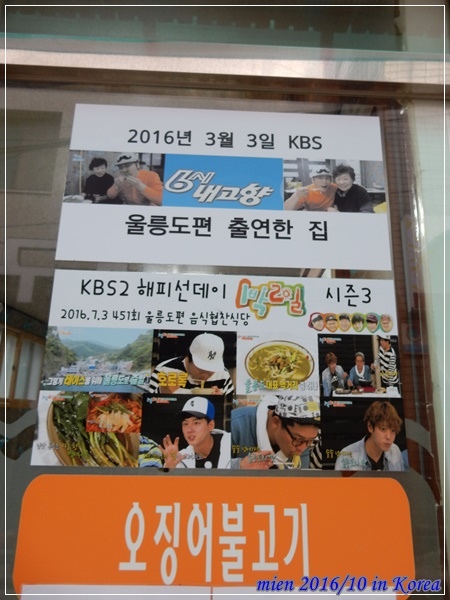 2016년 3월 3일 KBS
6시
내고향
울릉도편 출연한 집
KBS2 해피선데이 1박2일 시즌3
2016.7.3 451회 울릉도편 음식협찬식당
오징어불고기
mien 2016/10 in Korea